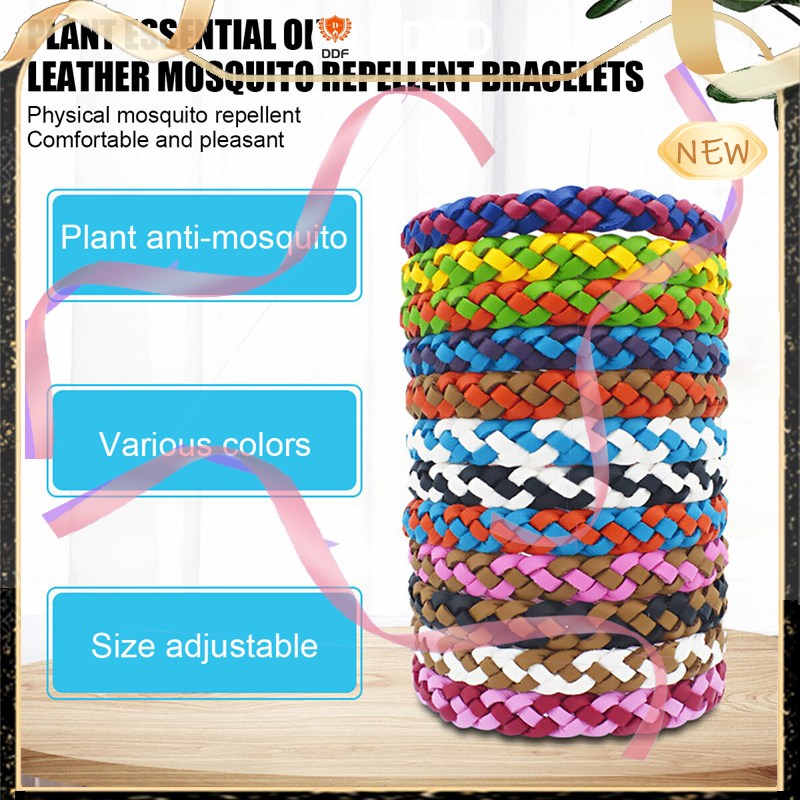 PLANT ESSENTIAL OIL
DDF
LEATHER MOSQUITO REPELLENT BRACELETS
Physical mosquito repellent
Comfortable and pleasant
NEW
Plant anti-mosquito
Various colors
Size adjustable